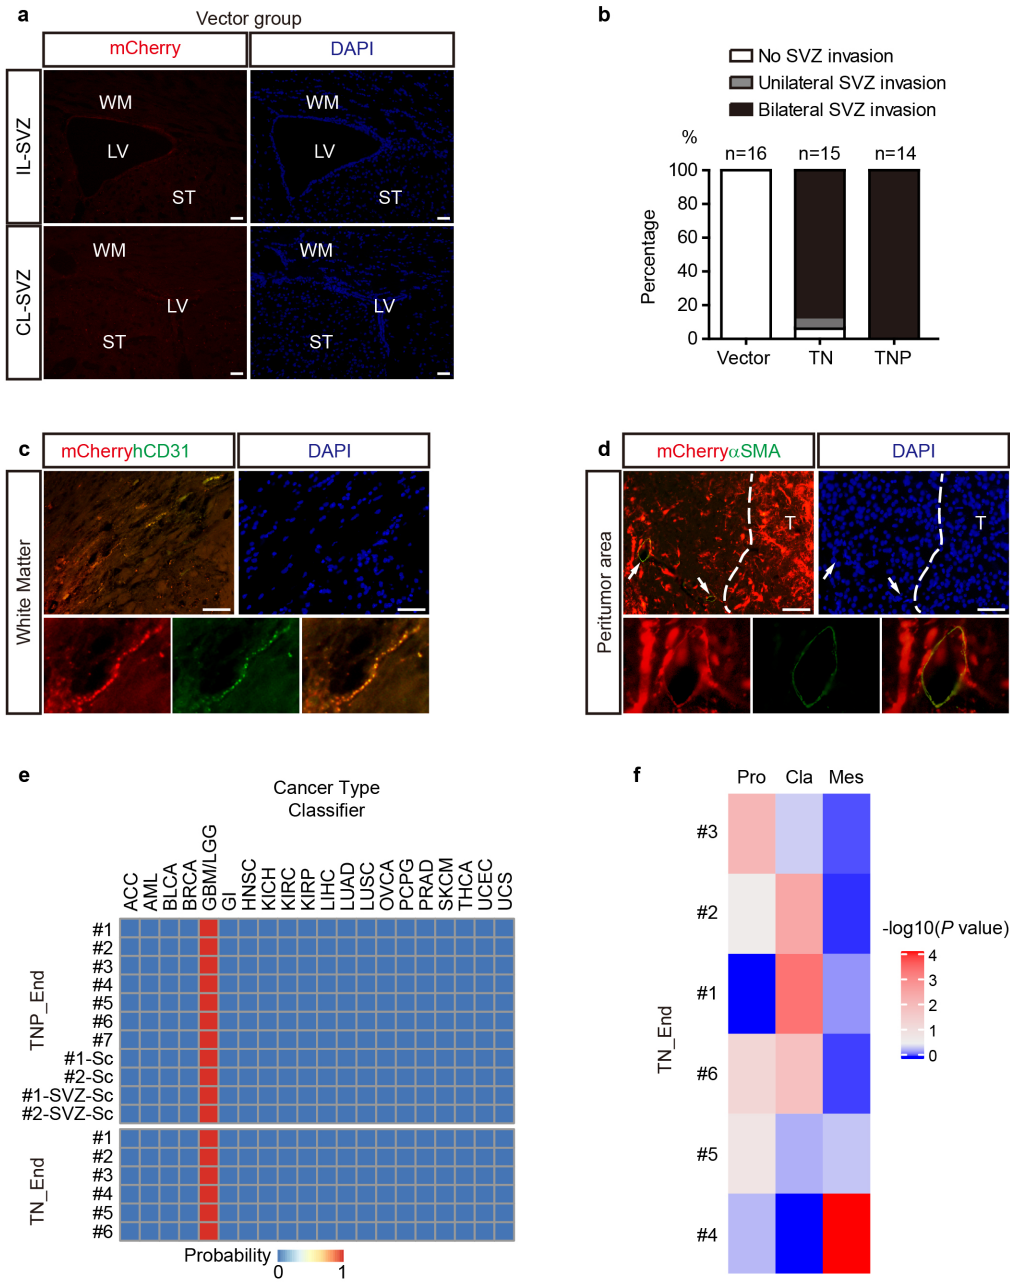 a
Vector group
mCherry
DAPI
IL-SVZ
WM
LV
ST
WM
LV
ST
CL-SVZ
WM
LV
ST
WM
LV
ST
b
No SVZ invasion
Unilateral SVZ invasion
Bilateral SVZ invasion
%
n=16
n=15
n=14
Percentage
100
80
60
40
20
0
Vector
TN
TNP
c
mCherryhCD31
DAPI
White Matter
d
mCherryαSMA
DAPI
Peritumor area
T
T
e
Cancer Type
Classifier
ACC
AML
BLCA
BRCA
GBM/LGG
GI
HNSC
KICH
KIRC
KIRP
LIHC
LUAD
LUSC
OVCA
PCPG
PRAD
SKCM
THCA
UCEC
UCS
TNP_End
#1
#2
#3
#4
#5
#6
#7
#1-Sc
#2-Sc
#1-SVZ-Sc
#2-SVZ-Sc
TN_End
#1
#2
#3
#4
#5
#6
Probability
0
1
f
Pro
Cla
Mes
TN_End
#3
#2
#1
#6
#5
#4
-log10(P value)
4
3
2
1
0